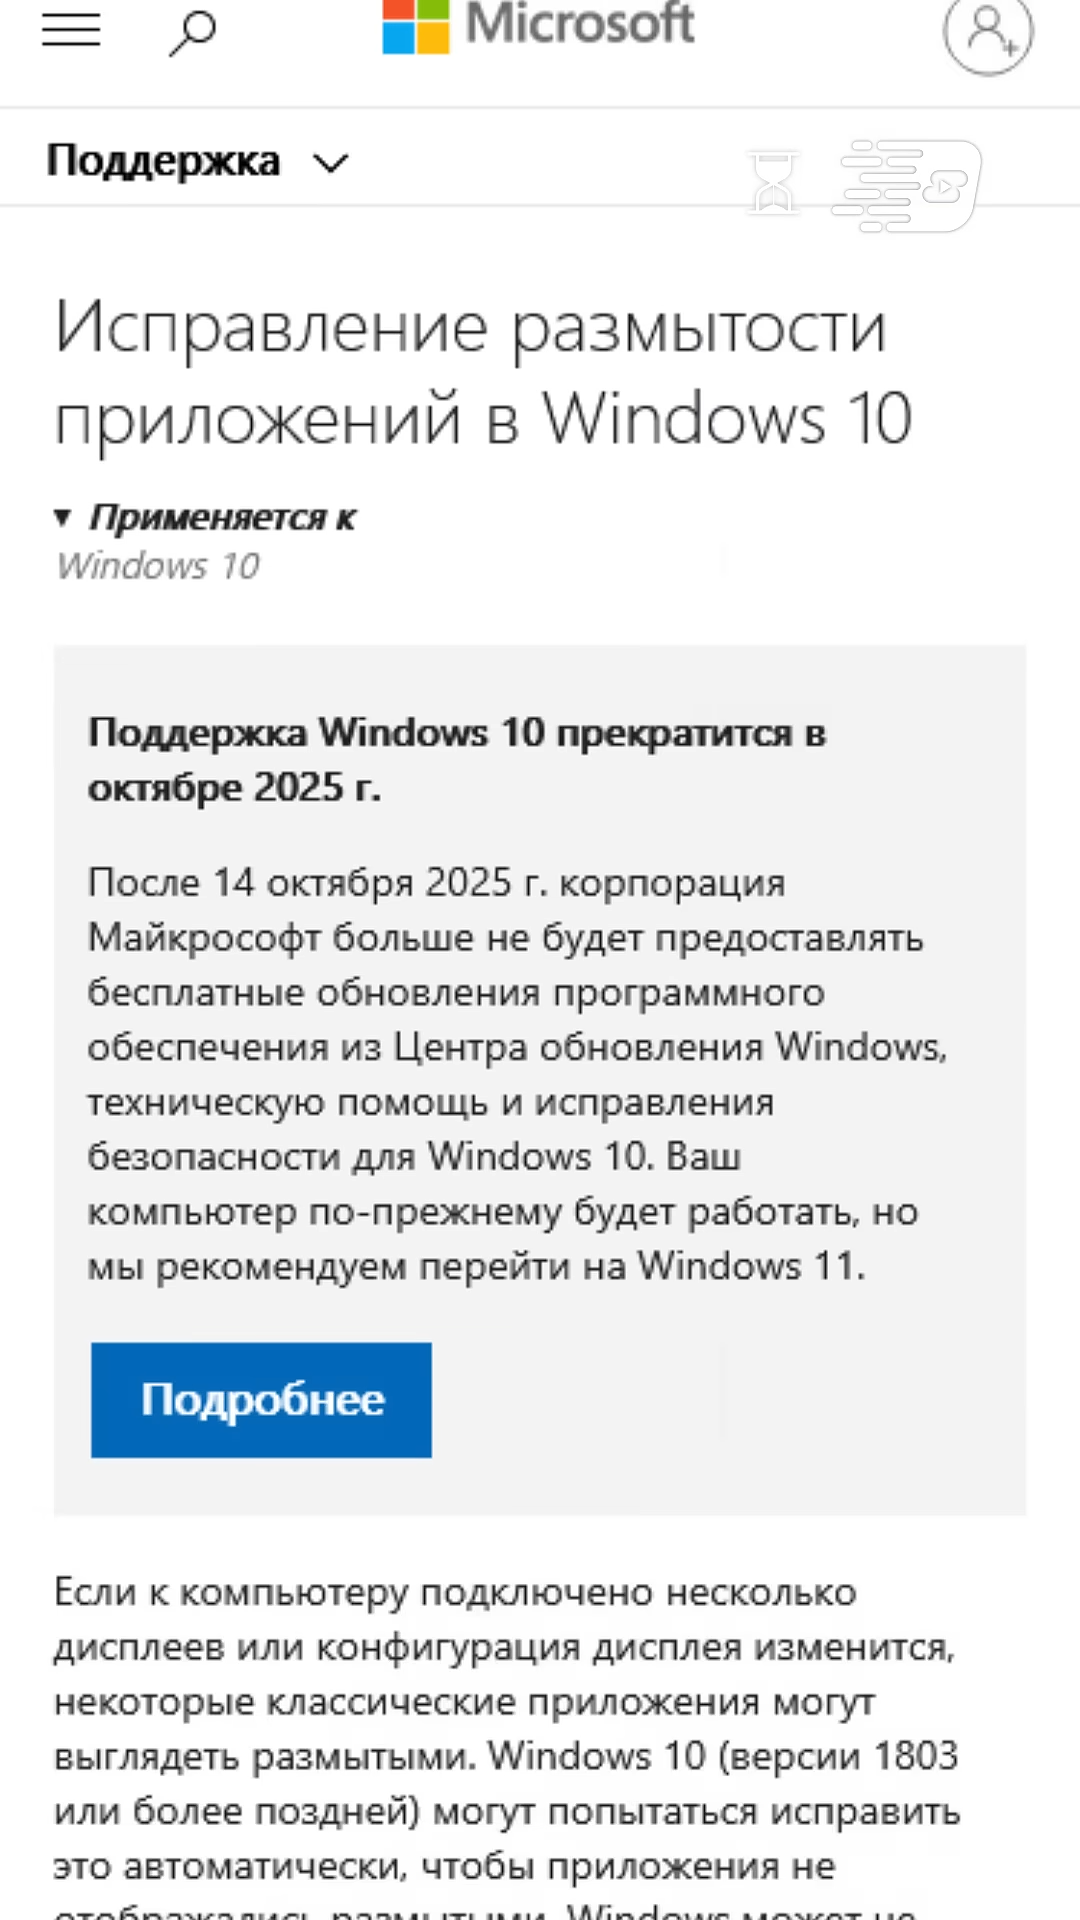 Microsoft
Поддержка
Исправление размытости
приложений в Windows 10
Применяется к
Windows 10
Поддержка Windows 10 прекратится в
октябре 2025 г.
После 14 октября 2025 г. корпорация
Майкрософт больше не будет предоставлять
бесплатные обновления программного
обеспечения из Центра обновления Windows,
техническую помощь и исправления
безопасности для Windows 10. Ваш
компьютер по-прежнему будет работать, но
мы рекомендуем перейти на Windows 11.
Подробнее
Если к компьютеру подключено несколько
дисплеев или конфигурация дисплея изменится,
некоторые классические приложения могут
выглядеть размытыми. Windows 10 (версии 1803
или более поздней) могут попытаться исправить
это автоматически, чтобы приложения не
отображались размытыми. Windows может не